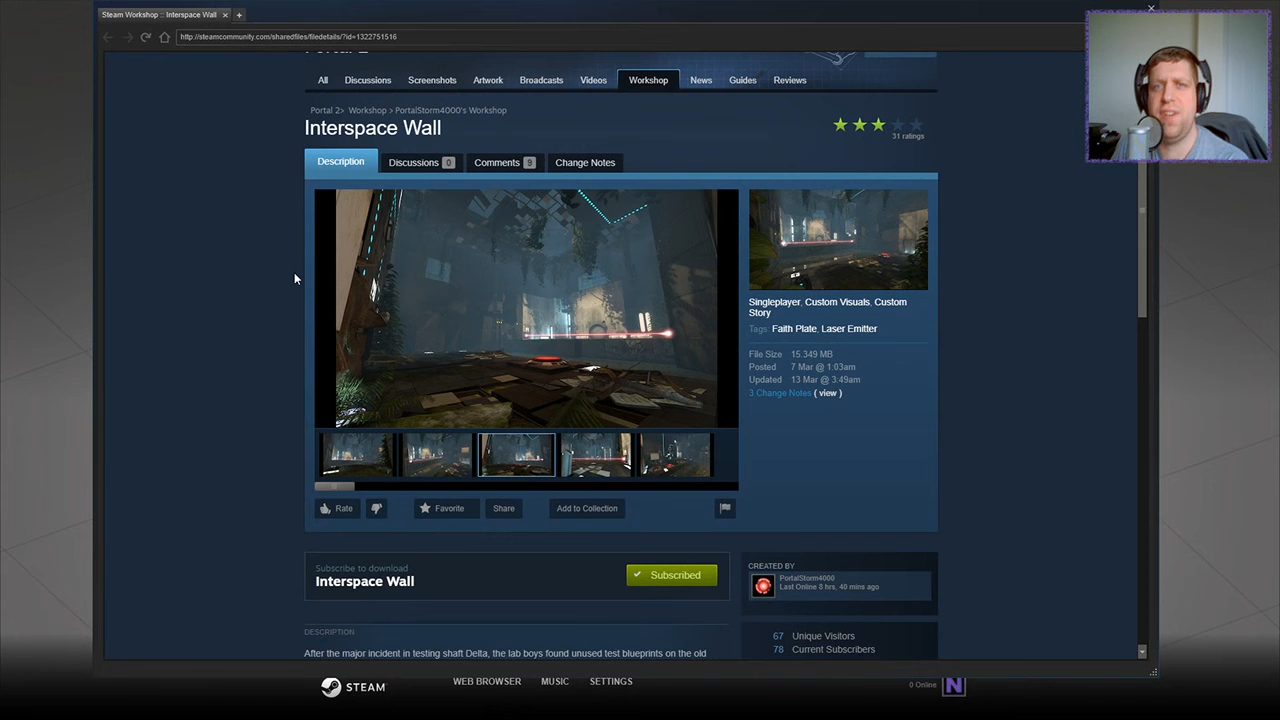 Steam Workshop :: Interspace Wall
http://steamcommunity.com/sharedfiles/filedetails/?id=1322751516
Portal 2
All Discussions Screenshots Artwork Broadcasts Videos Workshop News Guides Reviews
Portal 2> Workshop > PortalStorm4000's Workshop
Interspace Wall
31 ratings
Description Discussions 0 Comments 9 Change Notes
Singleplayer, Custom Visuals, Custom
Story
Tags: Faith Plate, Laser Emitter
File Size 15.349 MB
Posted 7 Mar @ 1:03am
Updated 13 Mar @ 3:49am
3 Change Notes ( view )
Rate Favorite Share Add to Collection
Subscribe to download
Interspace Wall
Subscribed
CREATED BY
PortalStorm4000
Last Online 8 hrs, 40 mins ago
67 Unique Visitors
78 Current Subscribers
DESCRIPTION
After the major incident in testing shaft Delta, the lab boys found unused test blueprints on the old
STEAM WEB BROWSER MUSIC SETTINGS 0 Online N